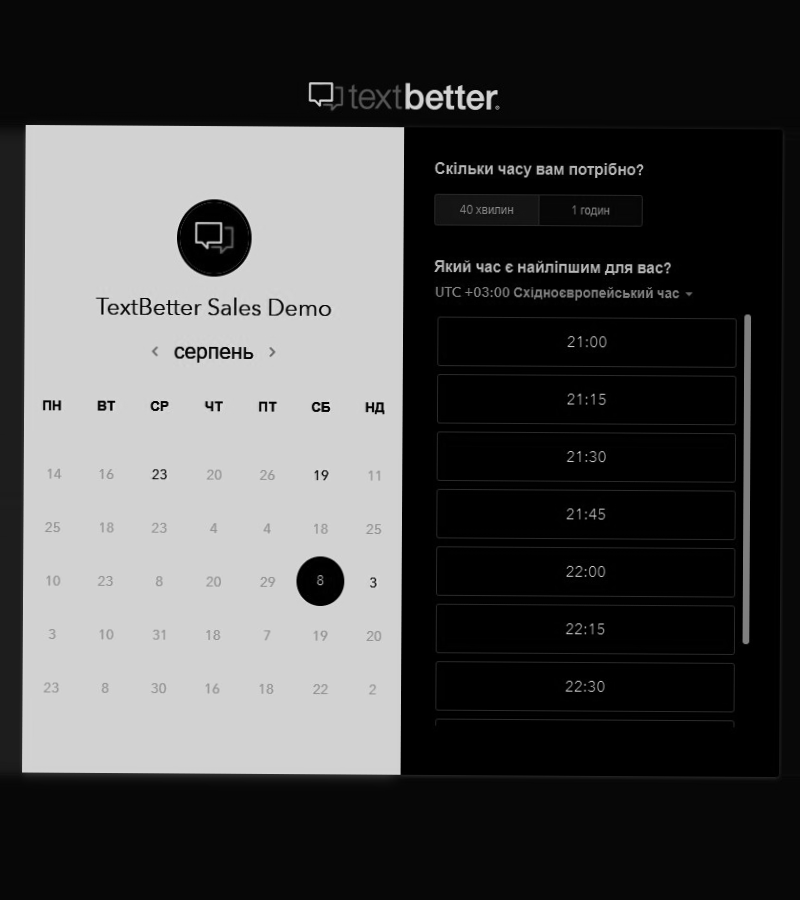 textbetter.
TextBetter Sales Demo
< серпень >
ПН ВТ СР ЧТ ПТ СБ НД
14 16 23 20 26 19 11
25 18 23 4 4 18 25
10 23 8 20 29 8 3
3 10 31 18 7 19 20
23 8 30 16 18 22 2
Скільки часу вам потрібно?
40 хвилин 1 годин
Який час є найліпшим для вас?
UTC +03:00 Східноєвропейський час
21:00
21:15
21:30
21:45
22:00
22:15
22:30